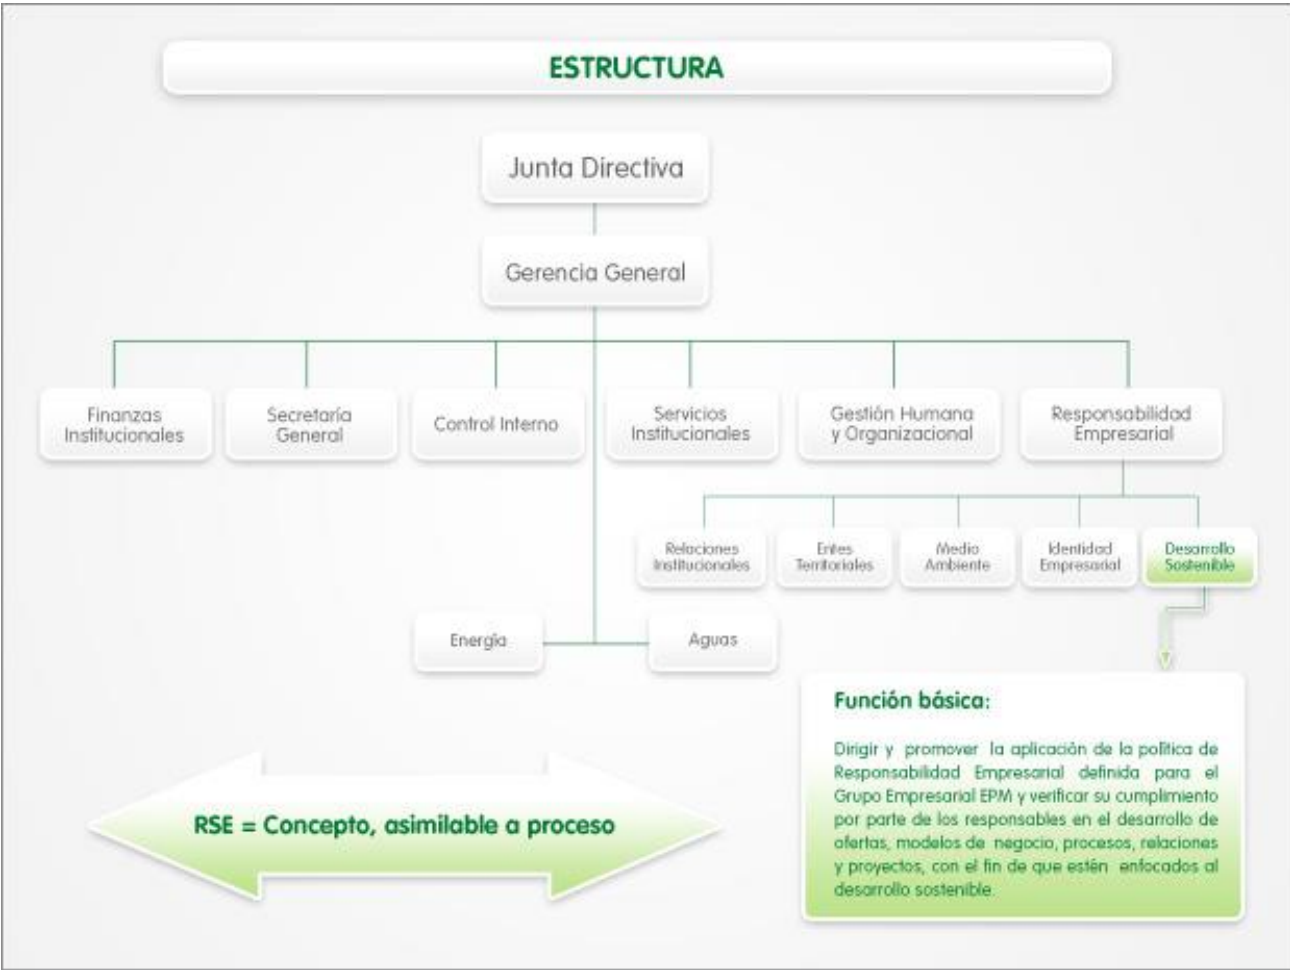 ESTRUCTURA
Junta Directiva
Gerencia General
Finanzas
Institucionales
Secretaría
General
Control Interno
Servicios
Institucionales
Gestión Humana
y Organizacional
Responsabilidad
Empresarial
Relaciones
Institucionales
Entes
Territoriales
Medio
Ambiente
Identidad
Empresarial
Desarrollo
Sostenible
Energía
Aguas
Función básica:
Dirigir y promover la aplicación de la política de
Responsabilidad Empresarial definida para el
Grupo Empresarial EPM y verificar su cumplimiento
por parte de los responsables en el desarrollo de
ofertas, modelos de negocio, procesos, relaciones
y proyectos, con el fin de que estén enfocados al
desarrollo sostenible.
RSE = Concepto, asimilable a proceso